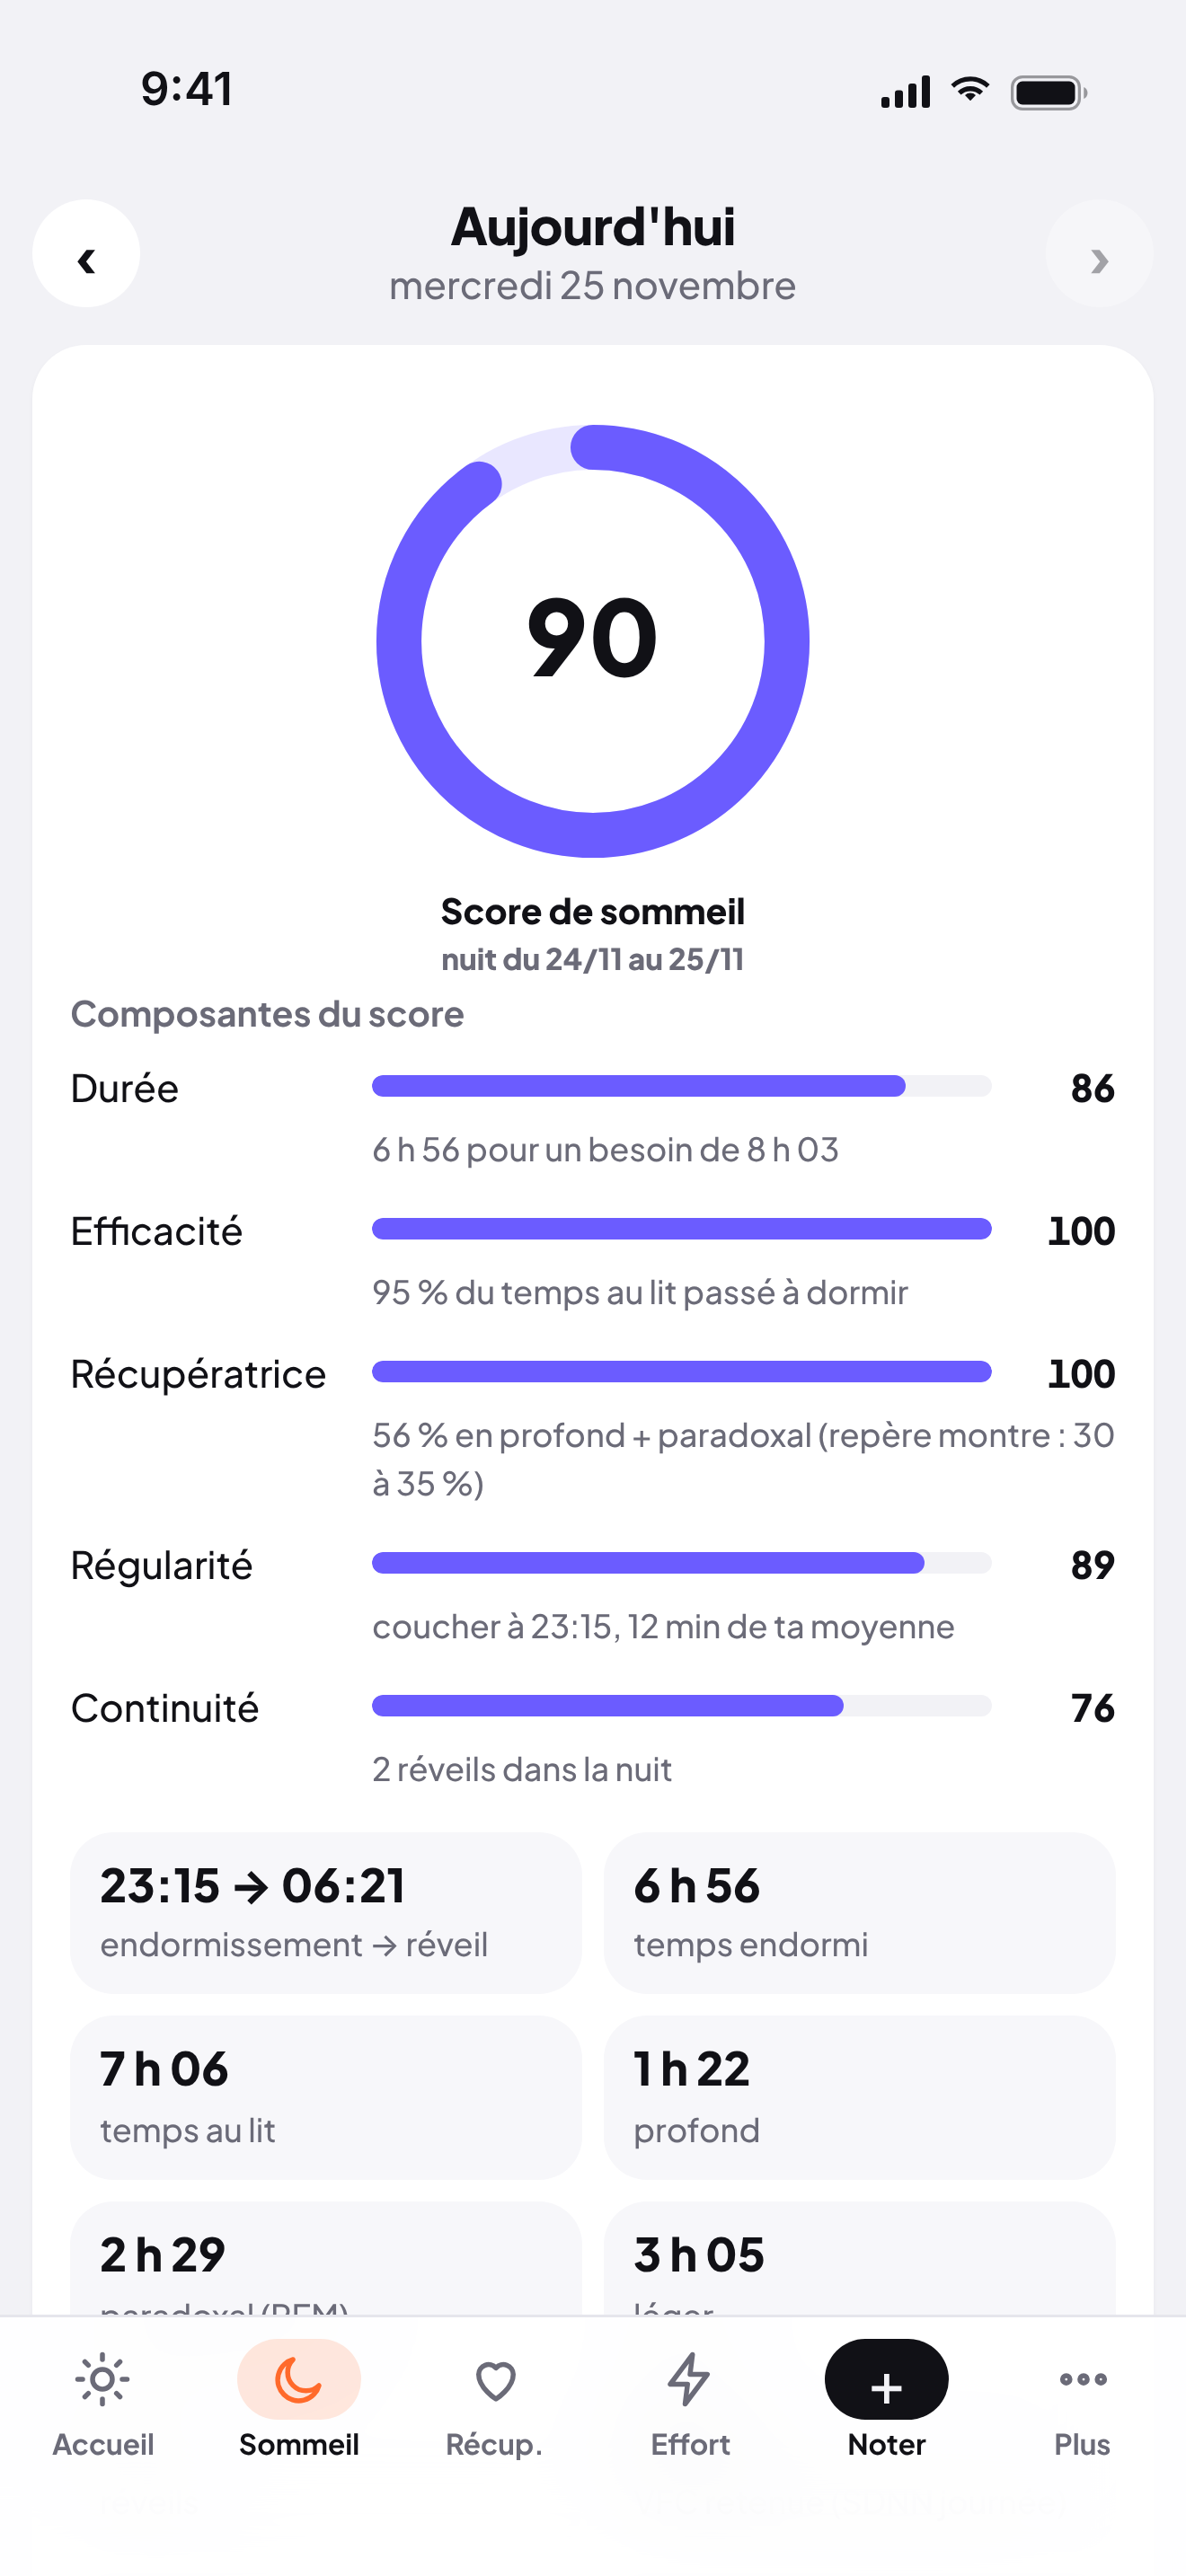 9:41
‹
Aujourd'hui
›
mercredi 25 novembre
90
Score de sommeil
nuit du 24/11 au 25/11
Composantes du score
Durée 86
6 h 56 pour un besoin de 8 h 03
Efficacité 100
95 % du temps au lit passé à dormir
Récupératrice 100
56 % en profond + paradoxal (repère montre : 30
à 35 %)
Régularité 89
coucher à 23:15, 12 min de ta moyenne
Continuité 76
2 réveils dans la nuit
23:15 → 06:21 6 h 56
endormissement → réveil temps endormi
7 h 06 1 h 22
temps au lit profond
2 h 29 3 h 05
paradoxal (REM) léger
Accueil Sommeil Récup. Effort Noter Plus